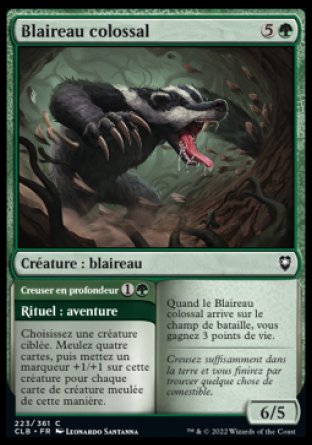 Blaireau colossal 5
Créature : blaireau
Creuser en profondeur 1
Rituel : aventure
Choisissez une créature
ciblée. Meulez quatre
cartes, puis mettez un
marqueur +1/+1 sur cette
créature pour chaque
carte de créature meulée
de cette manière.
Quand le Blaireau
colossal arrive sur le
champ de bataille, vous
gagnez 3 points de vie.
Creusez suffisamment dans
la terre et vous finirez par
trouver quelque chose de
comestible.
6/5
223/361 C
CLB • FR Leonardo Santanna
™ & © 2022 Wizards of the Coast